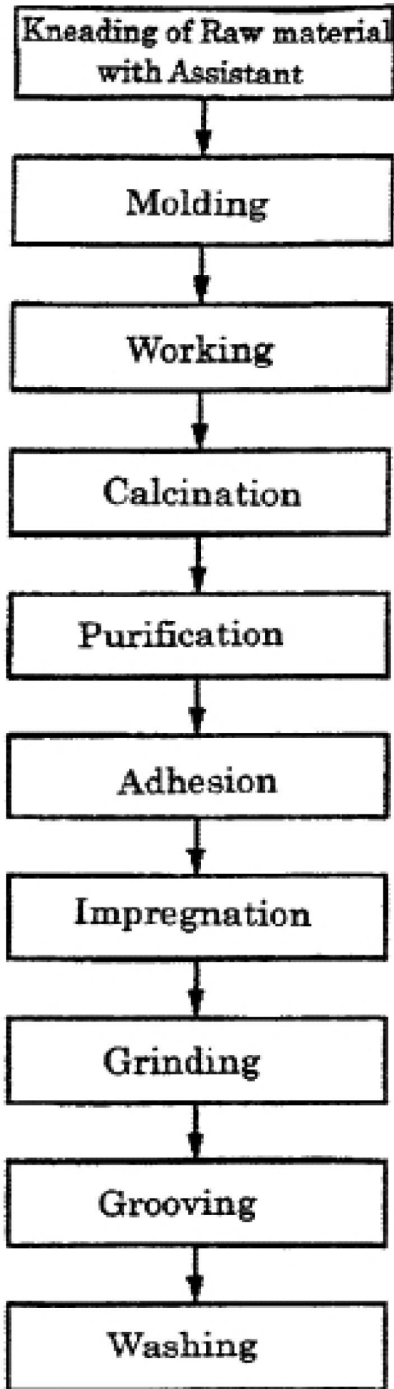 Kneading of Raw material
with Assistant
Molding
Working
Calcination
Purification
Adhesion
Impregnation
Grinding
Grooving
Washing